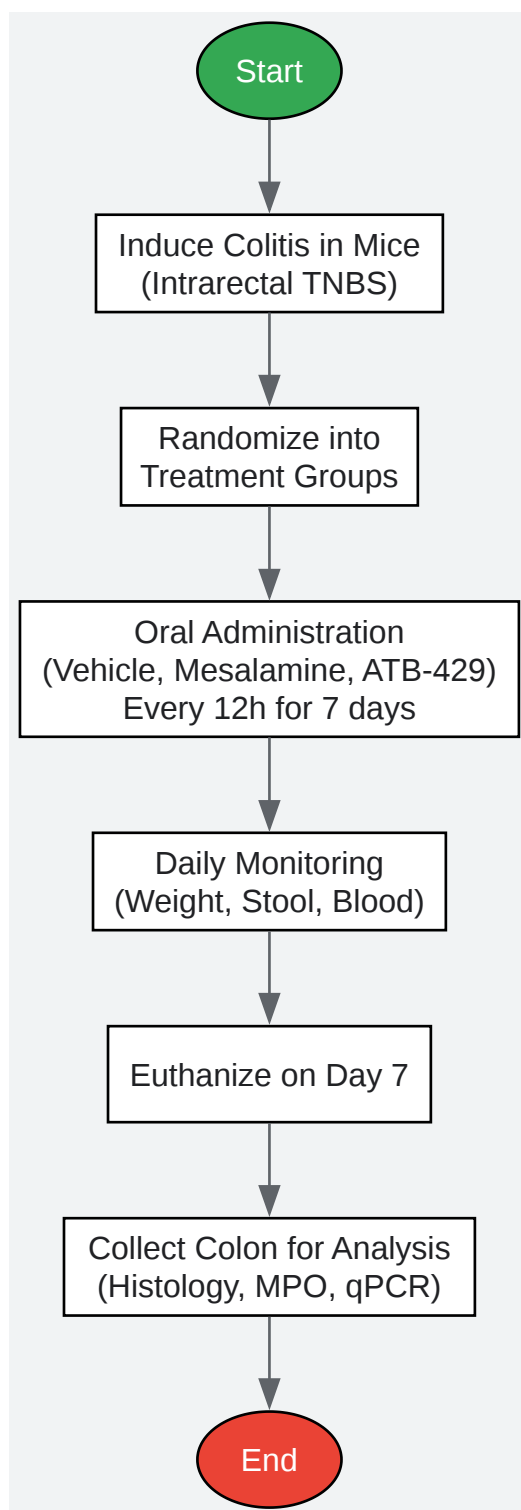 Start
Induce Colitis in Mice
(Intrarectal TNBS)
Randomize into
Treatment Groups
Oral Administration
(Vehicle, Mesalamine, ATB-429)
Every 12h for 7 days
Daily Monitoring
(Weight, Stool, Blood)
Euthanize on Day 7
Collect Colon for Analysis
(Histology, MPO, qPCR)
End